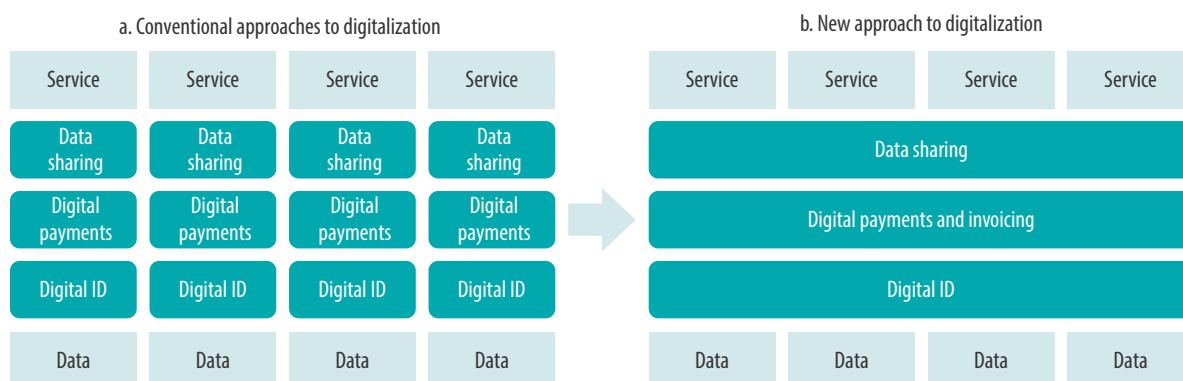 a. Conventional approaches to digitalization
Service Service Service Service
Data sharing Data sharing Data sharing Data sharing
Digital payments Digital payments Digital payments Digital payments
Digital ID Digital ID Digital ID Digital ID
Data Data Data Data
b. New approach to digitalization
Service Service Service Service
Data sharing
Digital payments and invoicing
Digital ID
Data Data Data Data